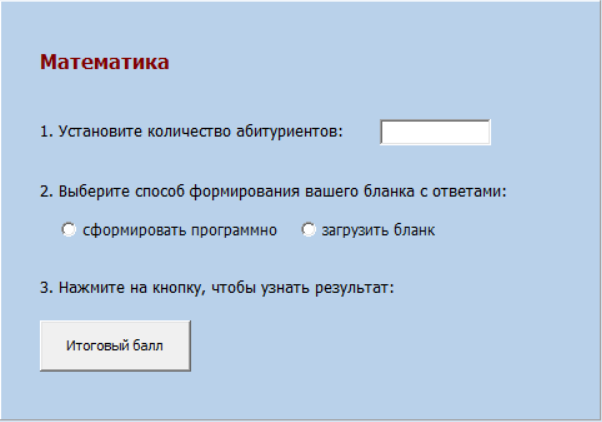 Математика
1. Установите количество абитуриентов:
2. Выберите способ формирования вашего бланка с ответами:
сформировать программно загрузить бланк
3. Нажмите на кнопку, чтобы узнать результат:
Итоговый балл